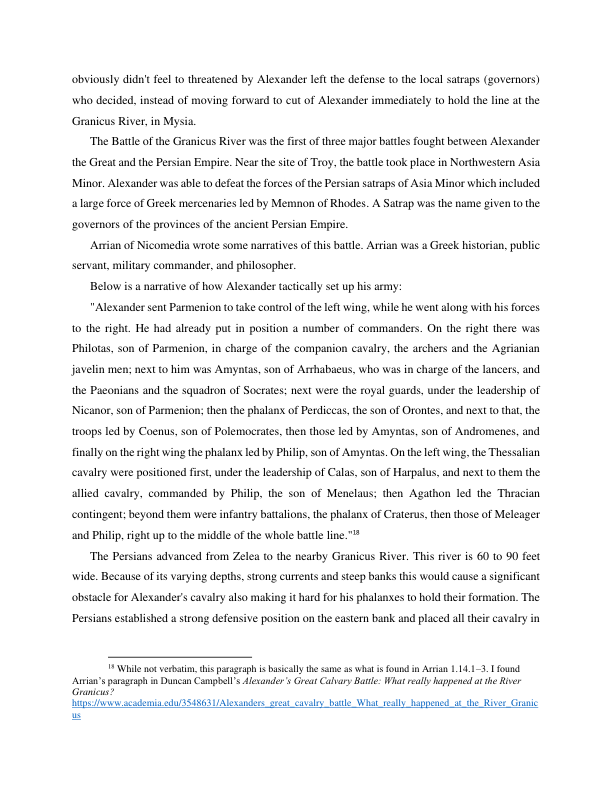 obviously didn't feel to threatened by Alexander left the defense to the local satraps (governors)
who decided, instead of moving forward to cut of Alexander immediately to hold the line at the
Granicus River, in Mysia.
The Battle of the Granicus River was the first of three major battles fought between Alexander
the Great and the Persian Empire. Near the site of Troy, the battle took place in Northwestern Asia
Minor. Alexander was able to defeat the forces of the Persian satraps of Asia Minor which included
a large force of Greek mercenaries led by Memnon of Rhodes. A Satrap was the name given to the
governors of the provinces of the ancient Persian Empire.
Arrian of Nicomedia wrote some narratives of this battle. Arrian was a Greek historian, public
servant, military commander, and philosopher.
Below is a narrative of how Alexander tactically set up his army:
"Alexander sent Parmenion to take control of the left wing, while he went along with his forces
to the right. He had already put in position a number of commanders. On the right there was
Philotas, son of Parmenion, in charge of the companion cavalry, the archers and the Agrianian
javelin men; next to him was Amyntas, son of Arrhabaeus, who was in charge of the lancers, and
the Paeonians and the squadron of Socrates; next were the royal guards, under the leadership of
Nicanor, son of Parmenion; then the phalanx of Perdiccas, the son of Orontes, and next to that, the
troops led by Coenus, son of Polemocrates, then those led by Amyntas, son of Andromenes, and
finally on the right wing the phalanx led by Philip, son of Amyntas. On the left wing, the Thessalian
cavalry were positioned first, under the leadership of Calas, son of Harpalus, and next to them the
allied cavalry, commanded by Philip, the son of Menelaus; then Agathon led the Thracian
contingent; beyond them were infantry battalions, the phalanx of Craterus, then those of Meleager
and Philip, right up to the middle of the whole battle line."18
The Persians advanced from Zelea to the nearby Granicus River. This river is 60 to 90 feet
wide. Because of its varying depths, strong currents and steep banks this would cause a significant
obstacle for Alexander's cavalry also making it hard for his phalanxes to hold their formation. The
Persians established a strong defensive position on the eastern bank and placed all their cavalry in
18 While not verbatim, this paragraph is basically the same as what is found in Arrian 1.14.1–3. I found
Arrian’s paragraph in Duncan Campbell’s Alexander’s Great Calvary Battle: What really happened at the River
Granicus?
https://www.academia.edu/3548631/Alexanders_great_cavalry_battle_What_really_happened_at_the_River_Granic
us